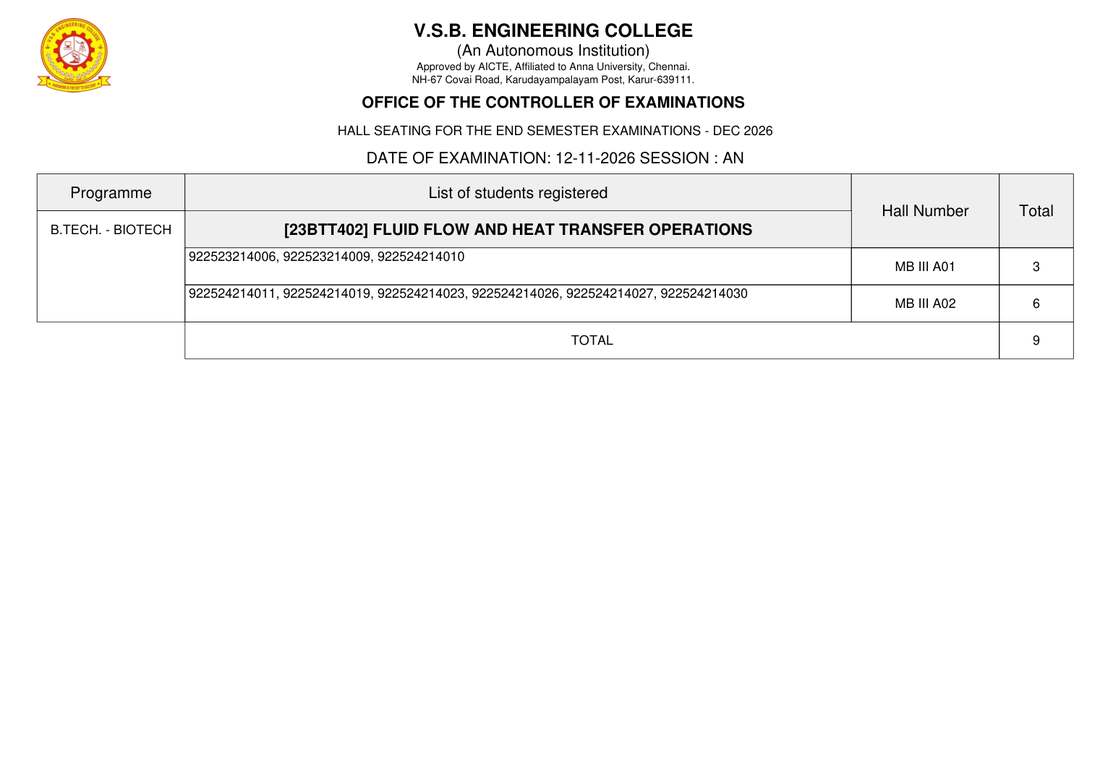 V.S.B. ENGINEERING COLLEGE
(An Autonomous Institution)
Approved by AICTE, Affiliated to Anna University, Chennai.
NH-67 Covai Road, Karudayampalayam Post, Karur-639111.
OFFICE OF THE CONTROLLER OF EXAMINATIONS
HALL SEATING FOR THE END SEMESTER EXAMINATIONS - DEC 2026
DATE OF EXAMINATION: 12-11-2026 SESSION : AN
Programme
List of students registered
Hall Number
Total
B.TECH. - BIOTECH
[23BTT402] FLUID FLOW AND HEAT TRANSFER OPERATIONS
922523214006, 922523214009, 922524214010
MB III A01
3
922524214011, 922524214019, 922524214023, 922524214026, 922524214027, 922524214030
MB III A02
6
TOTAL
9